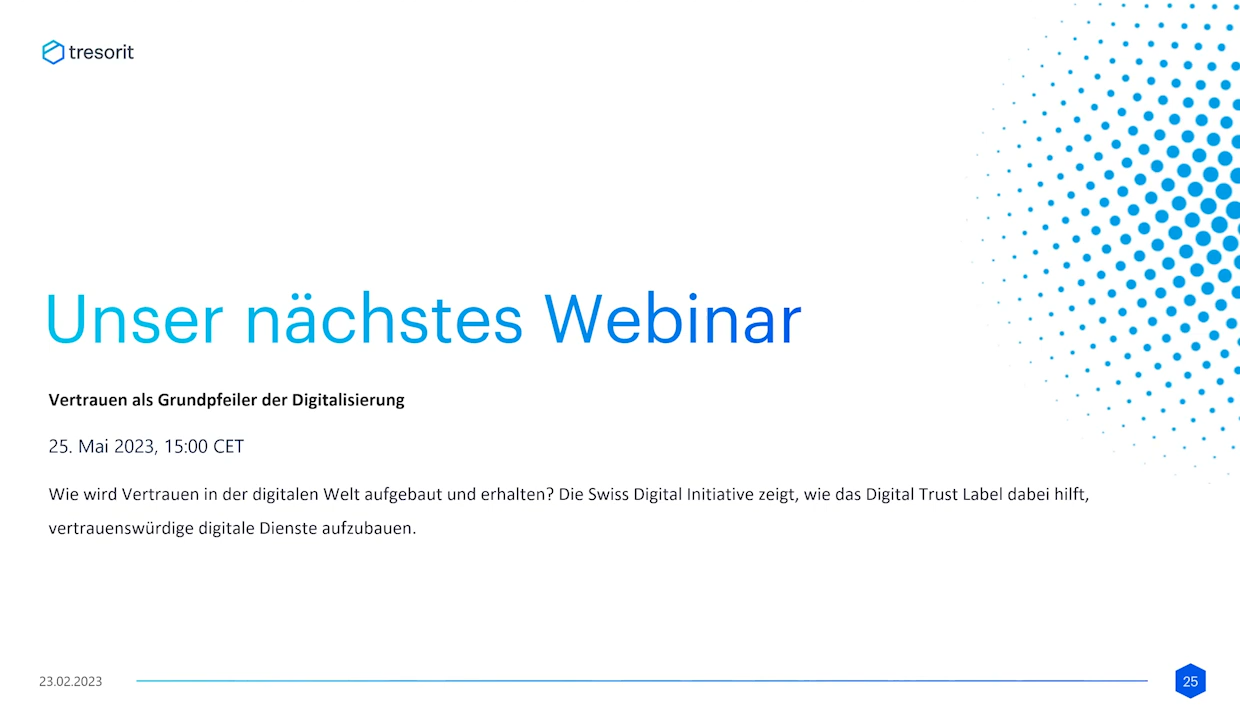 tresorit
Unser nächstes Webinar
Vertrauen als Grundpfeiler der Digitalisierung
25. Mai 2023, 15:00 CET
Wie wird Vertrauen in der digitalen Welt aufgebaut und erhalten? Die Swiss Digital Initiative zeigt, wie das Digital Trust Label dabei hilft,
vertrauenswürdige digitale Dienste aufzubauen.
23.02.2023
25